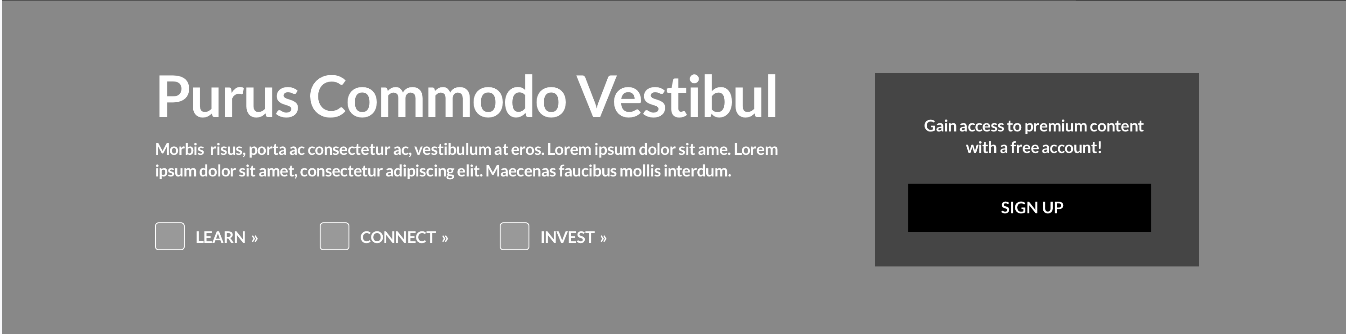 Purus Commodo Vestibul
Morbis risus, porta ac consectetur ac, vestibulum at eros. Lorem ipsum dolor sit ame. Lorem
ipsum dolor sit amet, consectetur adipiscing elit. Maecenas faucibus mollis interdum.
LEARN » CONNECT » INVEST »
Gain access to premium content
with a free account!
SIGN UP